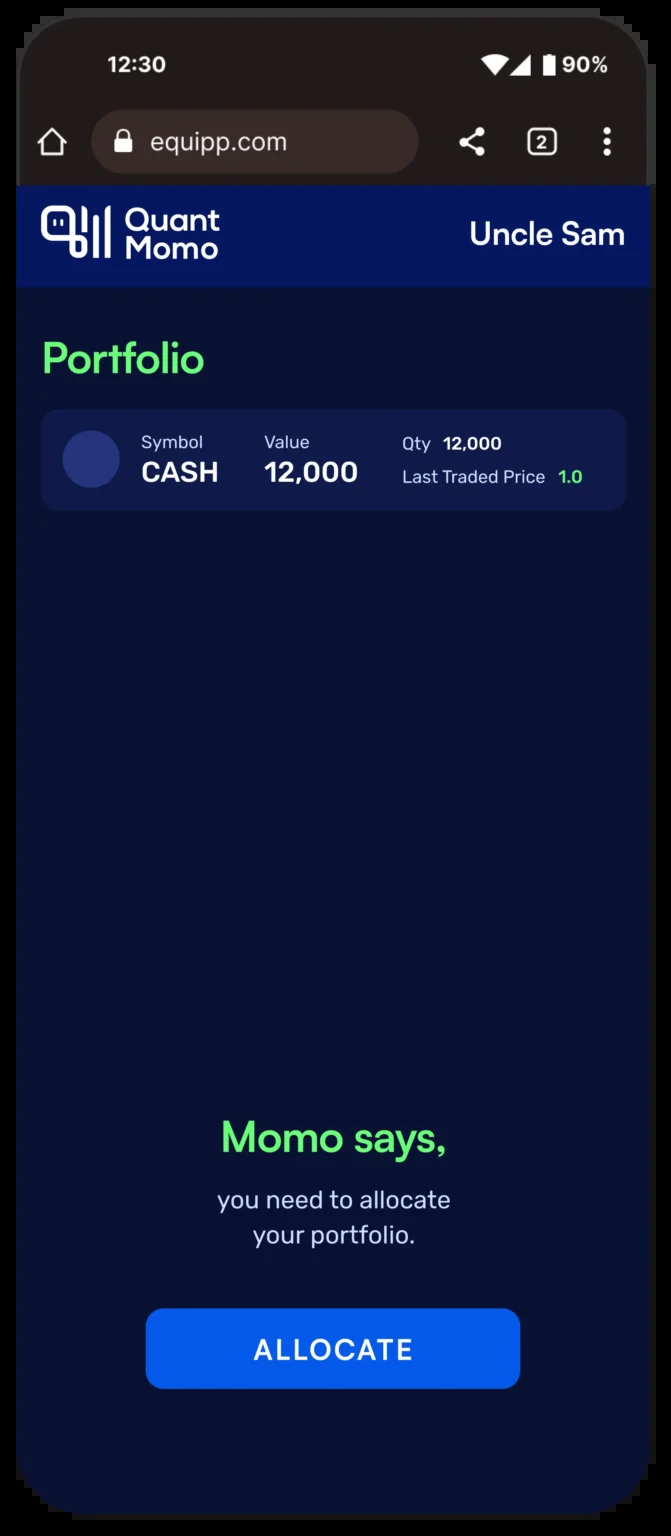 12:30
90%
equipp.com
2
Quant
Momo
Uncle Sam
Portfolio
Symbol
CASH
Value
12,000
Qty 12,000
Last Traded Price 1.0
Momo says,
you need to allocate
your portfolio.
ALLOCATE